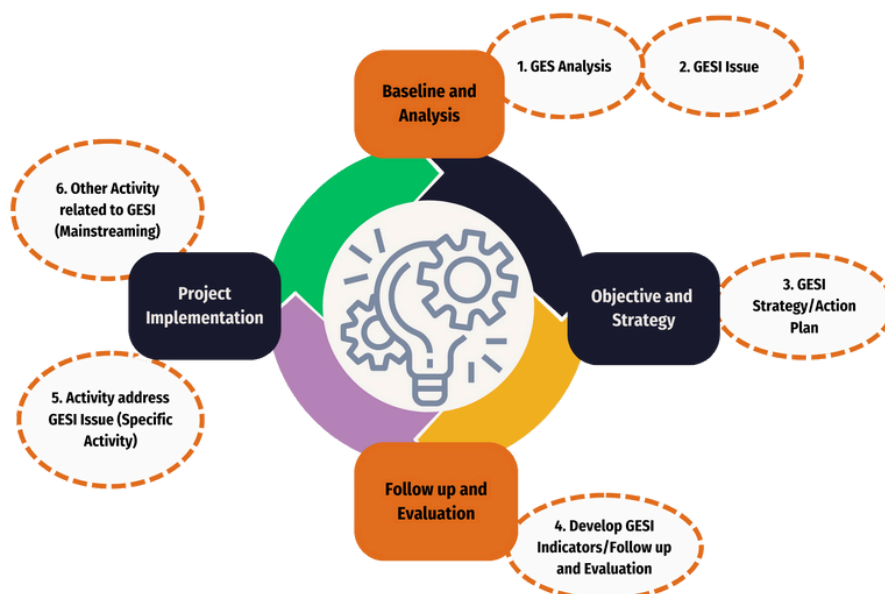 Baseline and
Analysis
1. GES Analysis
2. GESI Issue
Objective and
Strategy
3. GESI
Strategy/Action
Plan
Follow up and
Evaluation
4. Develop GESI
Indicators/Follow up
and Evaluation
Project
Implementation
5. Activity address
GESI Issue (Specific
Activity)
6. Other Activity
related to GESI
(Mainstreaming)